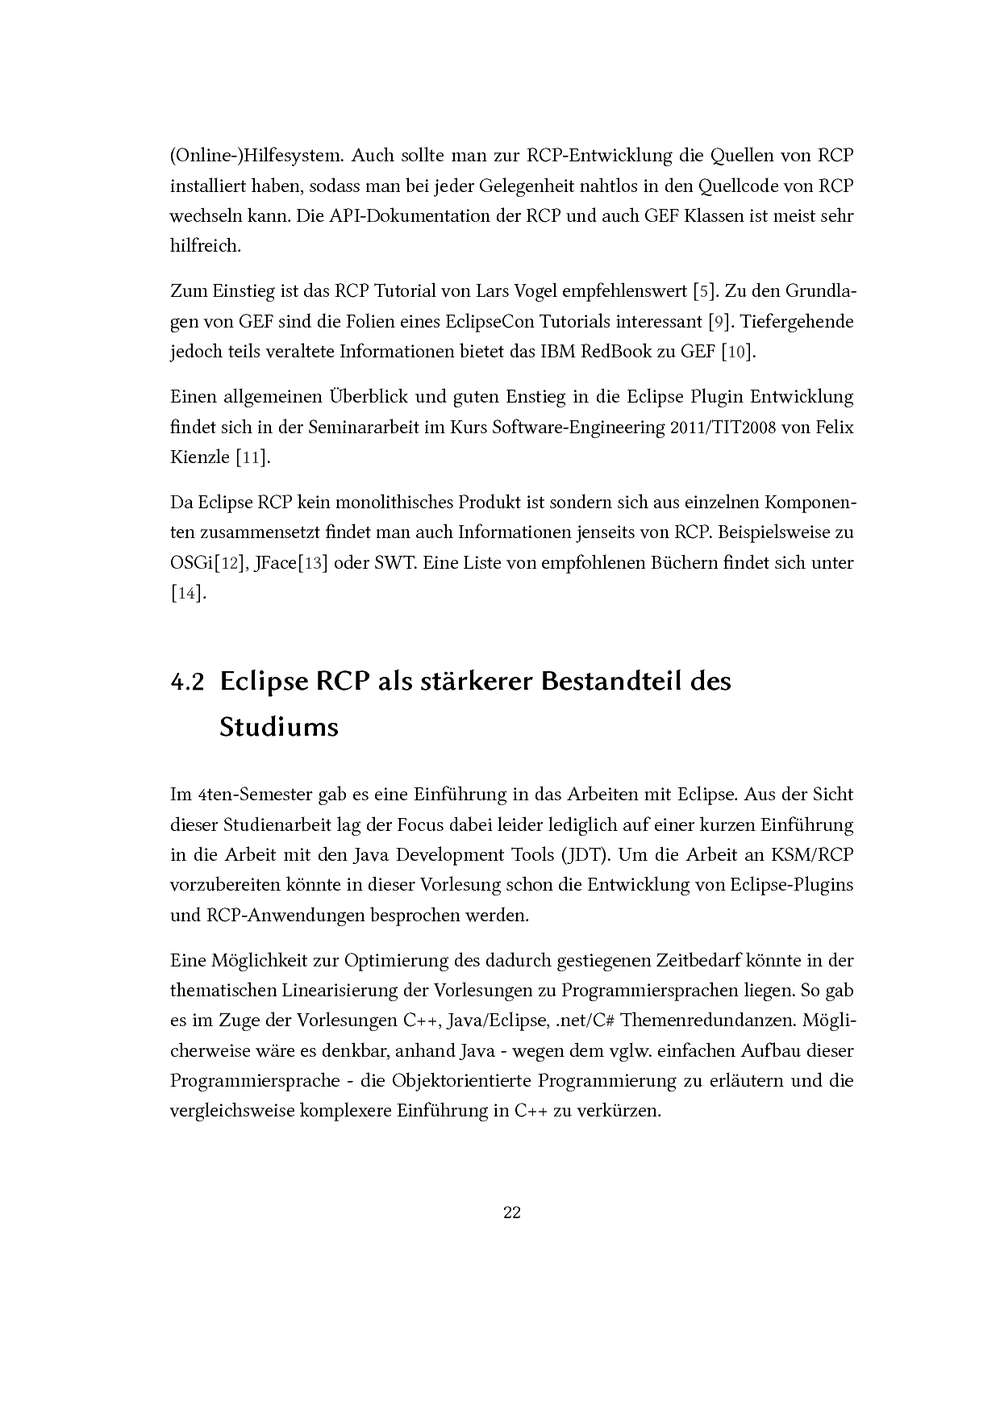 (Online-)Hilfesystem. Auch sollte man zur RCP-Entwicklung die Quellen von RCP
installiert haben, sodass man bei jeder Gelegenheit nahtlos in den Quellcode von RCP
wechseln kann. Die API-Dokumentation der RCP und auch GEF Klassen ist meist sehr
hilfreich.
Zum Einstieg ist das RCP Tutorial von Lars Vogel empfehlenswert [5]. Zu den Grundla-
gen von GEF sind die Folien eines EclipseCon Tutorials interessant [9]. Tiefergehende
jedoch teils veraltete Informationen bietet das IBM RedBook zu GEF [10].
Einen allgemeinen Überblick und guten Enstieg in die Eclipse Plugin Entwicklung
findet sich in der Seminararbeit im Kurs Software-Engineering 2011/TIT2008 von Felix
Kienzle [11].
Da Eclipse RCP kein monolithisches Produkt ist sondern sich aus einzelnen Komponen-
ten zusammensetzt findet man auch Informationen jenseits von RCP. Beispielsweise zu
OSGi[12], JFace[13] oder SWT. Eine Liste von empfohlenen Büchern findet sich unter
[14].
4.2 Eclipse RCP als stärkerer Bestandteil des
Studiums
Im 4ten-Semester gab es eine Einführung in das Arbeiten mit Eclipse. Aus der Sicht
dieser Studienarbeit lag der Focus dabei leider lediglich auf einer kurzen Einführung
in die Arbeit mit den Java Development Tools (JDT). Um die Arbeit an KSM/RCP
vorzubereiten könnte in dieser Vorlesung schon die Entwicklung von Eclipse-Plugins
und RCP-Anwendungen besprochen werden.
Eine Möglichkeit zur Optimierung des dadurch gestiegenen Zeitbedarf könnte in der
thematischen Linearisierung der Vorlesungen zu Programmiersprachen liegen. So gab
es im Zuge der Vorlesungen C++, Java/Eclipse, .net/C# Themenredundanzen. Mögli-
cherweise wäre es denkbar, anhand Java - wegen dem vglw. einfachen Aufbau dieser
Programmiersprache - die Objektorientierte Programmierung zu erläutern und die
vergleichsweise komplexere Einführung in C++ zu verkürzen.
22